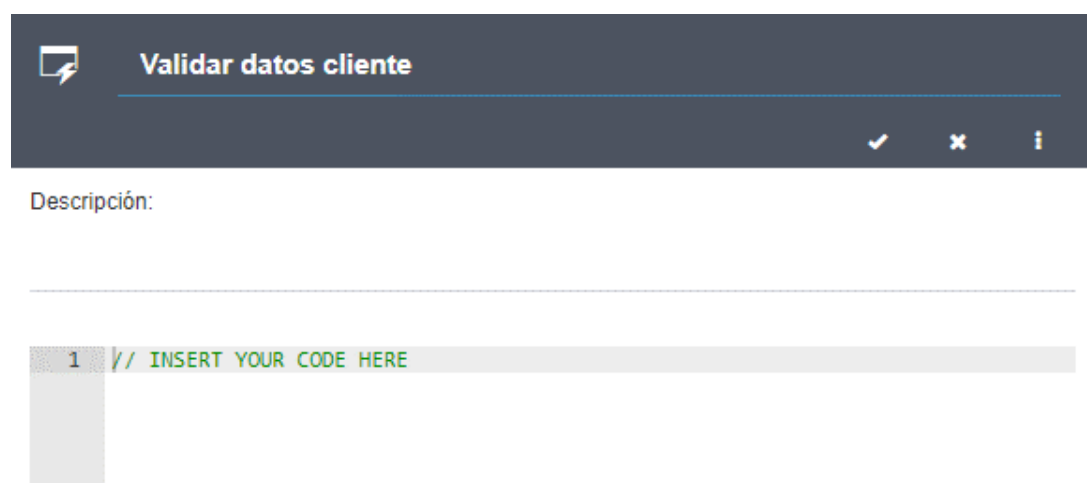 Validar datos cliente
Descripción:
1 // INSERT YOUR CODE HERE